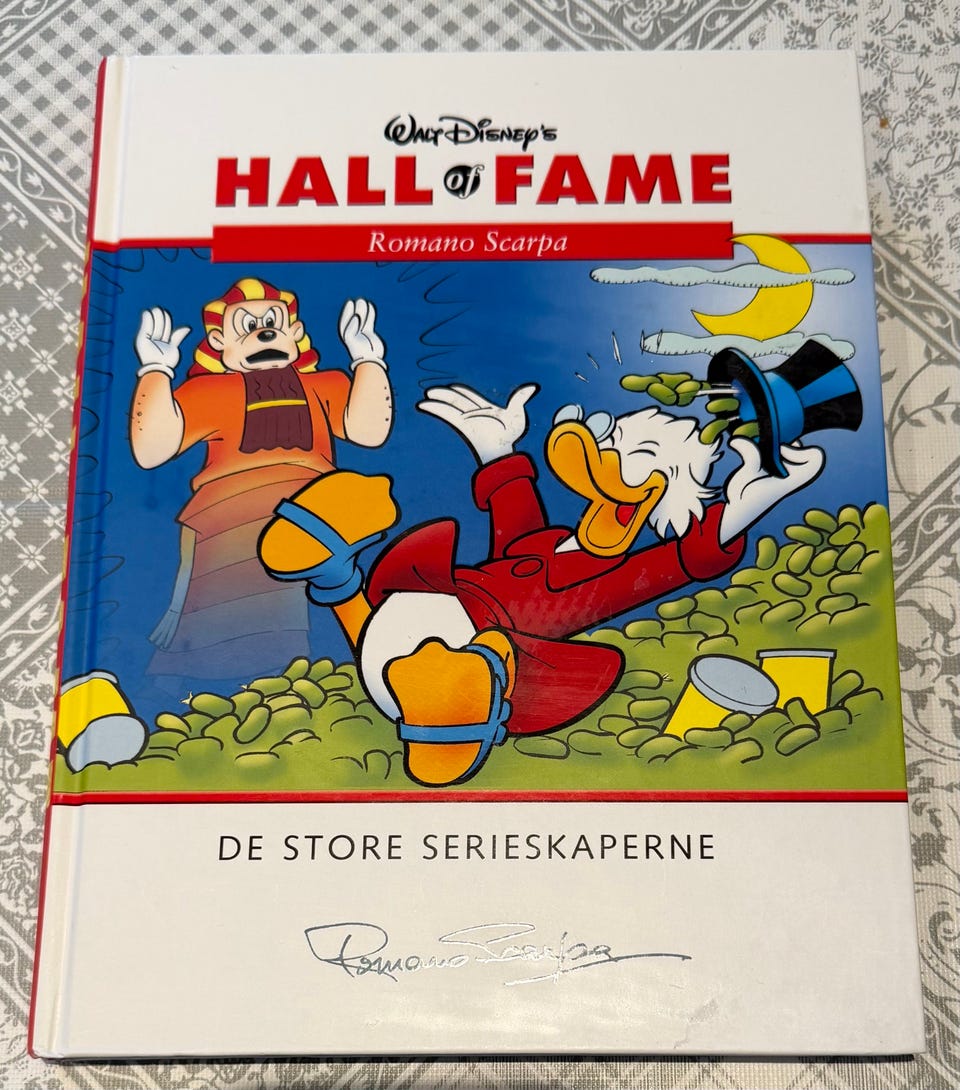 WALT DISNEY'S
HALL of FAME
Romano Scarpa
DE STORE SERIESKAPERNE
Romano Scarpa